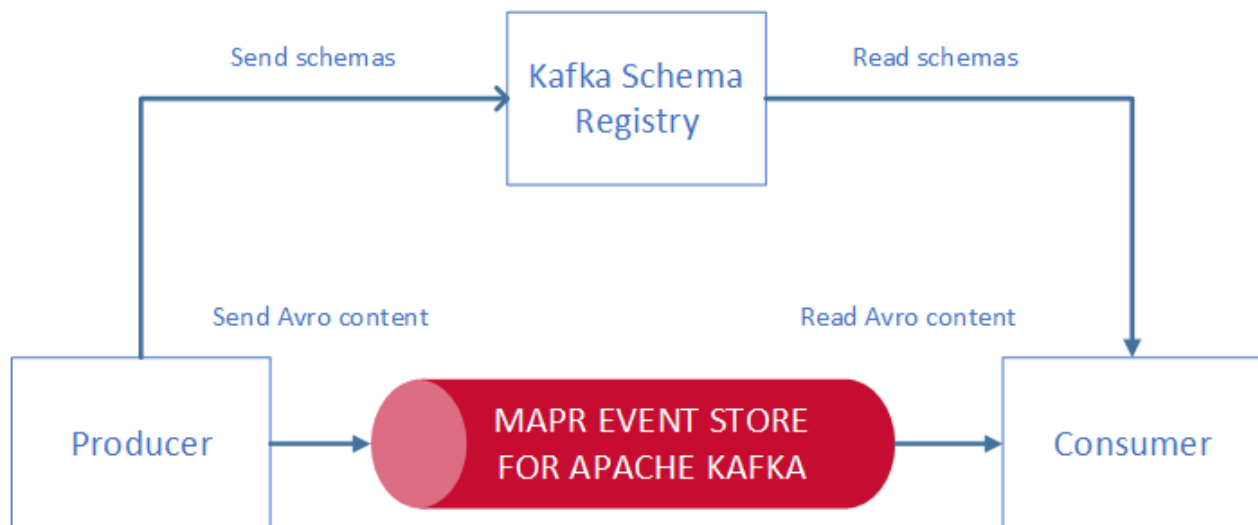 Send schemas
Kafka Schema
Registry
Read schemas
Send Avro content
Read Avro content
Producer
MAPR EVENT STORE
FOR APACHE KAFKA
Consumer